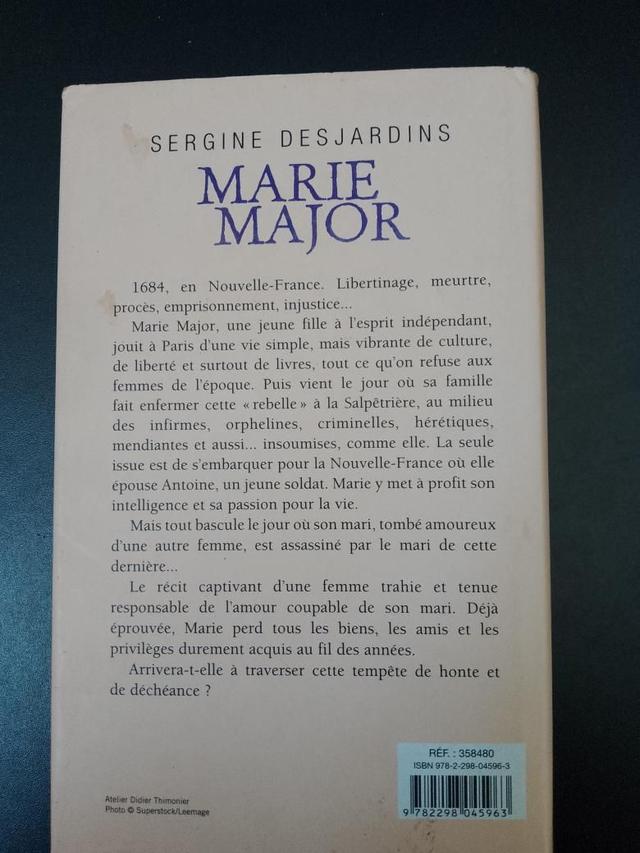 SERGINE DESJARDINS
MARIE
MAJOR
1684, en Nouvelle-France. Libertinage, meurtre,
procès, emprisonnement, injustice...
Marie Major, une jeune fille à l'esprit indépendant,
jouit à Paris d'une vie simple, mais vibrante de culture,
de liberté et surtout de livres, tout ce qu'on refuse aux
femmes de l'époque. Puis vient le jour où sa famille
fait enfermer cette « rebelle » à la Salpêtrière, au milieu
des infirmes, orphelines, criminelles, hérétiques,
mendiantes et aussi... insoumises, comme elle. La seule
issue est de s'embarquer pour la Nouvelle-France où elle
épouse Antoine, un jeune soldat. Marie y met à profit son
intelligence et sa passion pour la vie.
Mais tout bascule le jour où son mari, tombé amoureux
d'une autre femme, est assassiné par le mari de cette
dernière...
Le récit captivant d'une femme trahie et tenue
responsable de l'amour coupable de son mari. Déjà
éprouvée, Marie perd tous les biens, les amis et les
privilèges durement acquis au fil des années.
Arrivera-t-elle à traverser cette tempête de honte et
de déchéance ?
RÉF. : 358480
ISBN 978-2-298-04596-3
9 782298 045963
Atelier Didier Thimonier
Photo © Superstock/Leemage